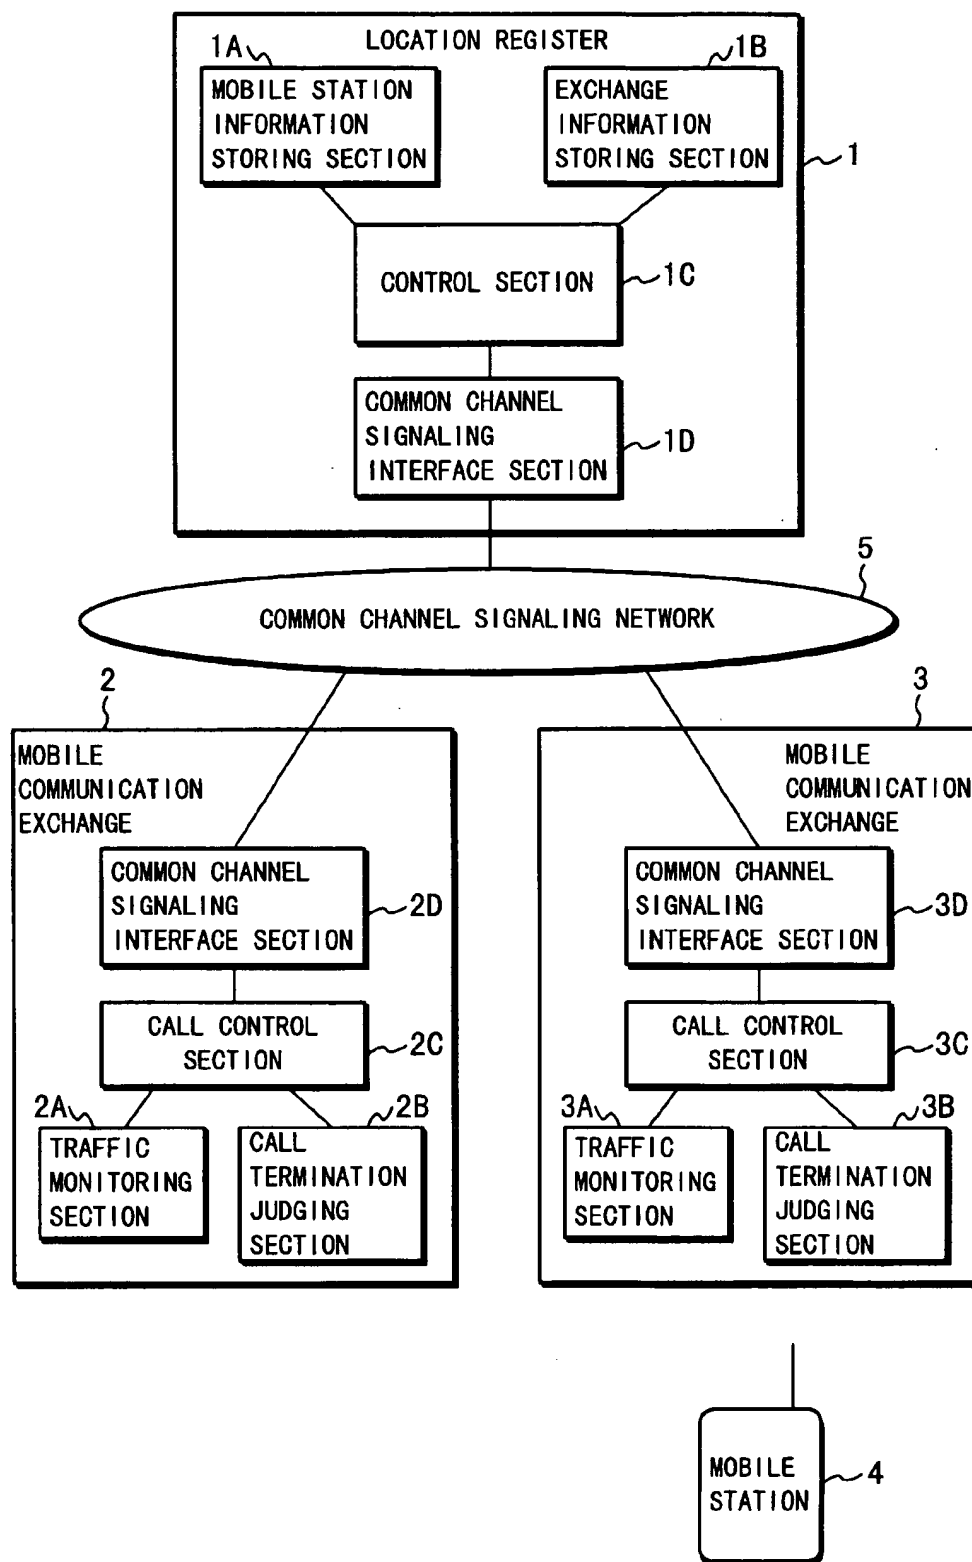 LOCATION REGISTER
1A
1B
MOBILE STATION
INFORMATION
STORING SECTION
EXCHANGE
INFORMATION
STORING SECTION
1
CONTROL SECTION
1C
COMMON CHANNEL
SIGNALING
INTERFACE SECTION
1D
5
COMMON CHANNEL SIGNALING NETWORK
2
3
MOBILE
COMMUNICATION
EXCHANGE
MOBILE
COMMUNICATION
EXCHANGE
COMMON CHANNEL
SIGNALING
INTERFACE SECTION
2D
COMMON CHANNEL
SIGNALING
INTERFACE SECTION
3D
CALL CONTROL
SECTION
2C
CALL CONTROL
SECTION
3C
2A
2B
3A
3B
TRAFFIC
MONITORING
SECTION
CALL
TERMINATION
JUDGING
SECTION
TRAFFIC
MONITORING
SECTION
CALL
TERMINATION
JUDGING
SECTION
MOBILE
STATION
4